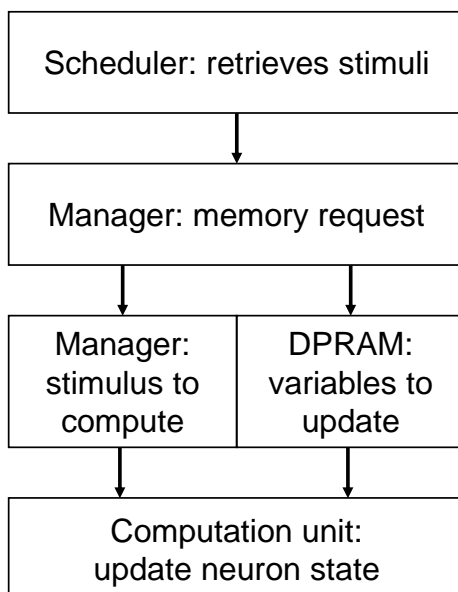 Scheduler: retrieves stimuli
Manager: memory request
Manager:
stimulus to
compute
DPRAM:
variables to
update
Computation unit:
update neuron state